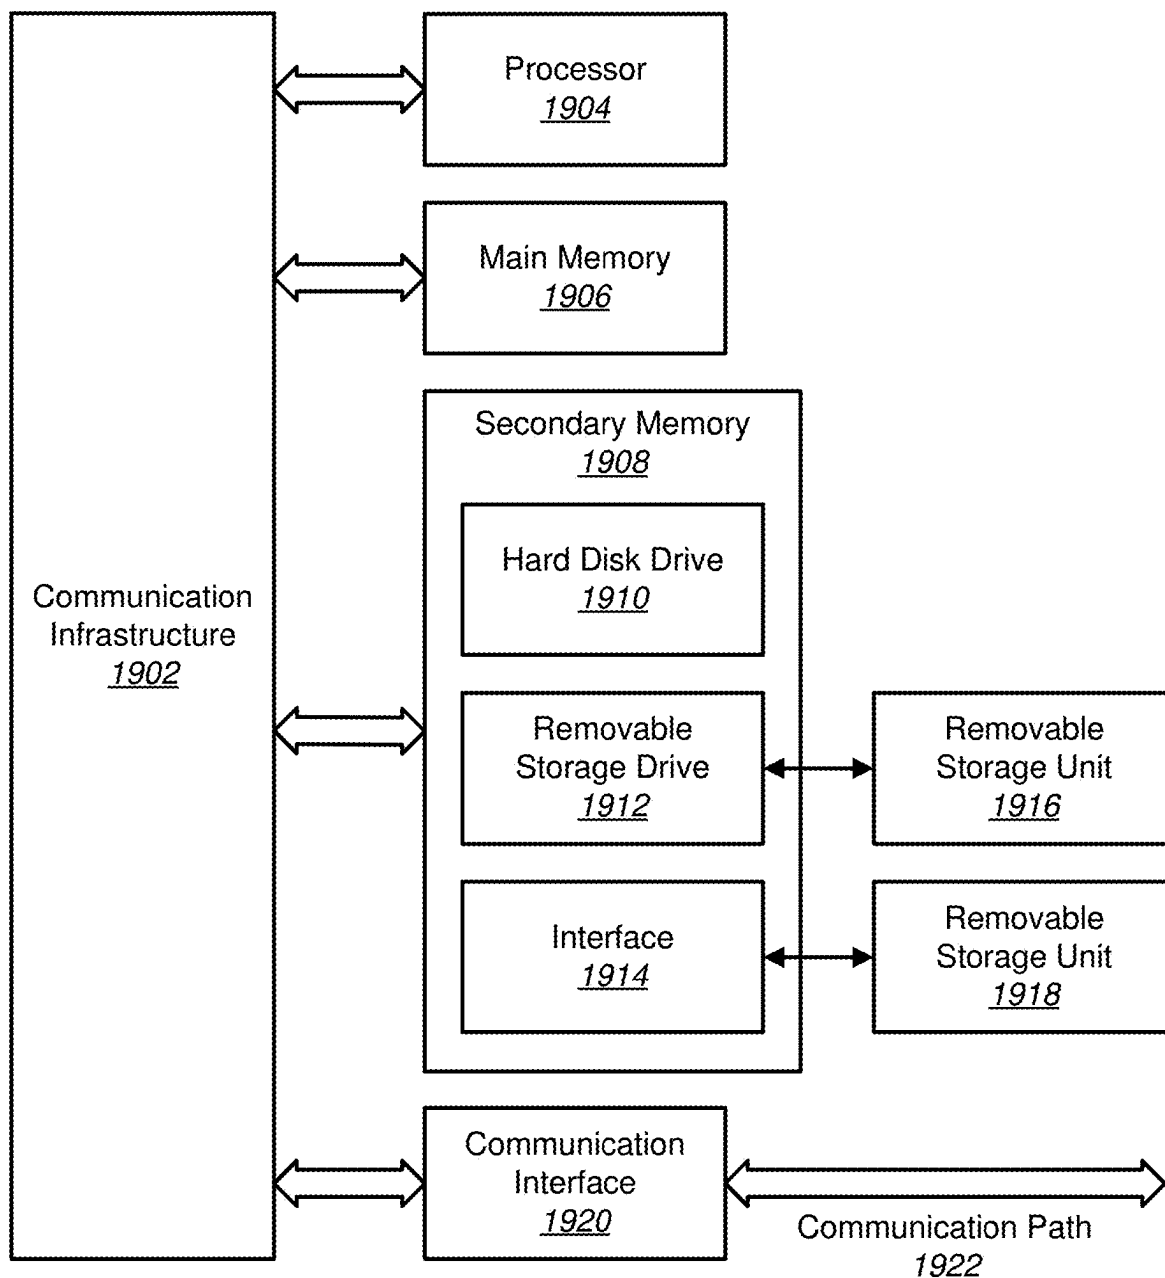 Processor
1904
Main Memory
1906
Secondary Memory
1908
Hard Disk Drive
1910
Communication
Infrastructure
1902
Removable
Storage Drive
1912
Removable
Storage Unit
1916
Interface
1914
Removable
Storage Unit
1918
Communication
Interface
1920
Communication Path
1922